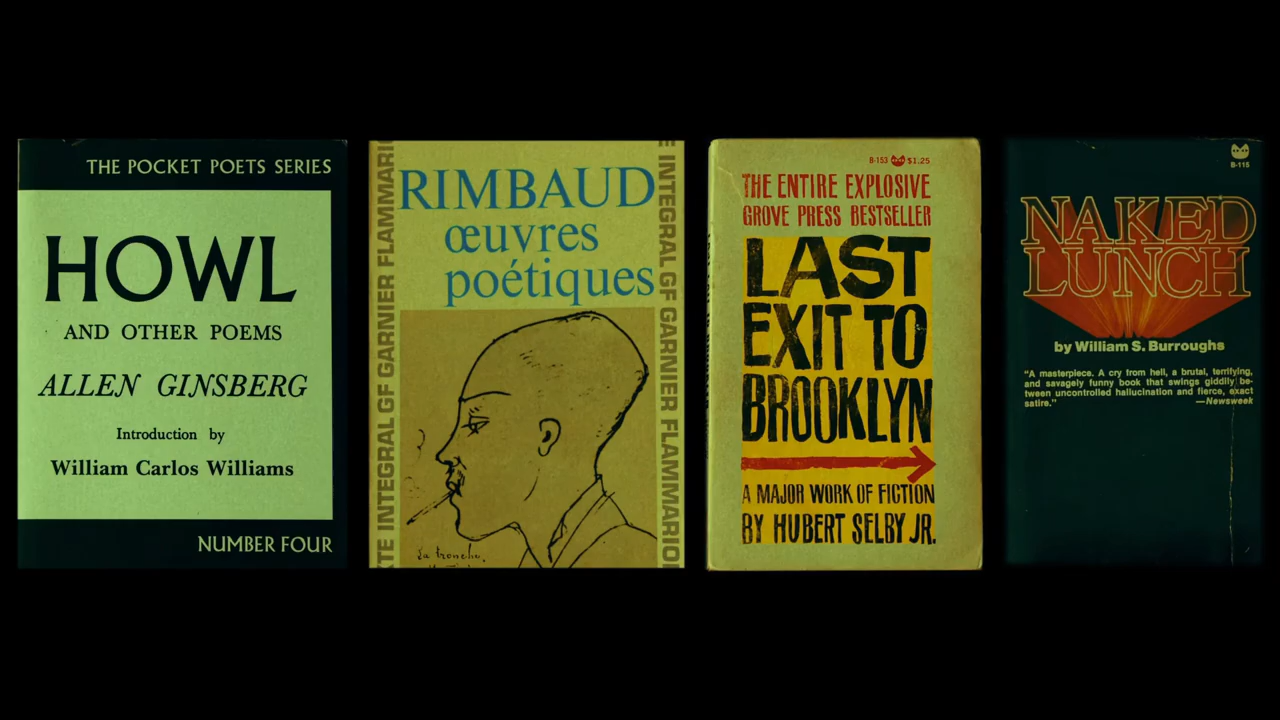 THE POCKET POETS SERIES
HOWL
AND OTHER POEMS
ALLEN GINSBERG
Introduction by
William Carlos Williams
NUMBER FOUR
RIMBAUD
œuvres
poétiques
XTE INTEGRAL GF GARNIER FLAMMARIO
E INTEGRAL GF GARNIER FLAMMARION
La tronche.
B-153 $1.25
THE ENTIRE EXPLOSIVE
GROVE PRESS BESTSELLER
LAST
EXIT TO
BROOKLYN
A MAJOR WORK OF FICTION
BY HUBERT SELBY JR.
B-115
NAKED
LUNCH
by William S. Burroughs
“A masterpiece. A cry from hell, a brutal, terrifying,
and savagely funny book that swings giddily be-
tween uncontrolled hallucination and fierce, exact
satire.”
—Newsweek